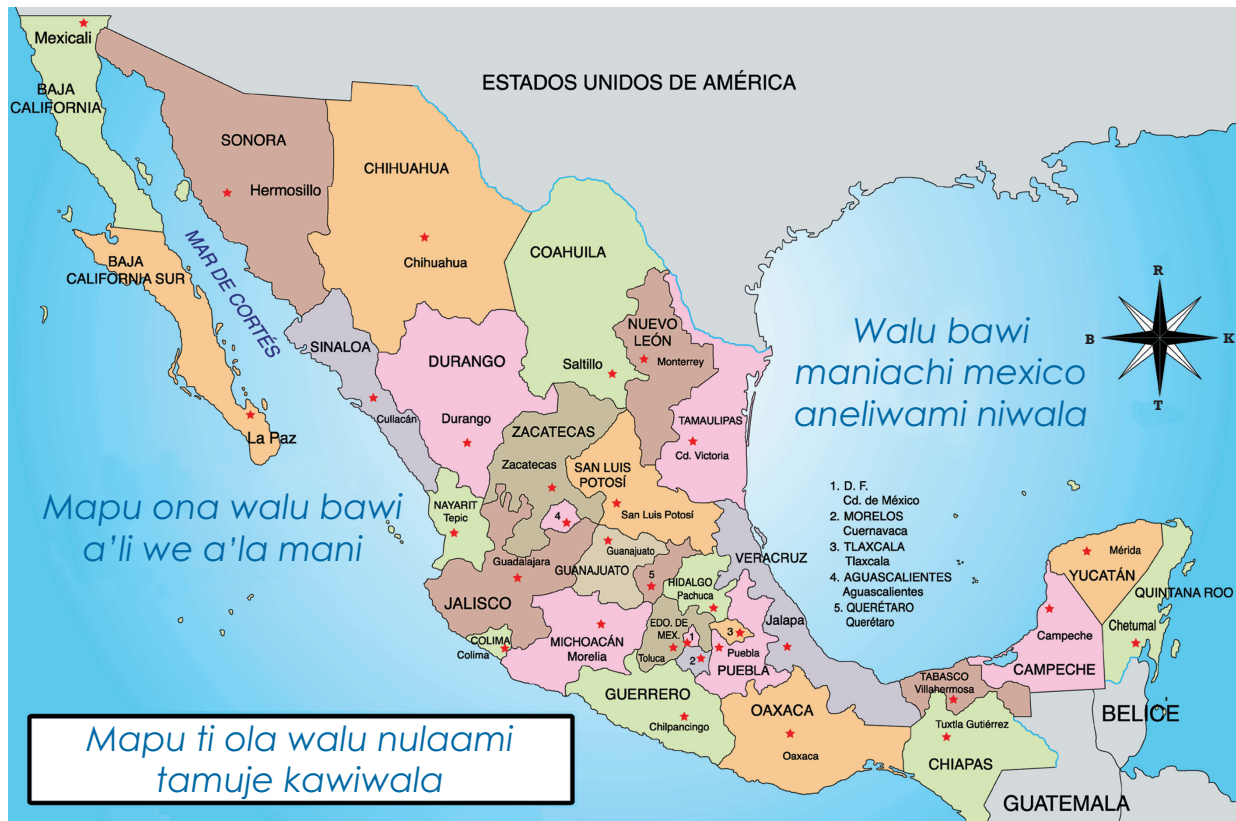 Mexicali
BAJA
CALIFORNIA
ESTADOS UNIDOS DE AMÉRICA
SONORA
Hermosillo
CHIHUAHUA
Chihuahua
COAHUILA
BAJA
CALIFORNIA SUR
MAR DE CORTÉS
La Paz
SINALOA
Culiacán
DURANGO
Durango
NUEVO
LEÓN
Monterrey
Saltillo
R
B
K
T
Walu bawi
maniachi mexico
aneliwami niwala
ZACATECAS
Zacatecas
TAMAULIPAS
Cd. Victoria
SAN LUIS
POTOSÍ
San Luis Potosí
Mapu ona walu bawi
a'li we a'la mani
NAYARIT
Tepic
4
1. D. F.
Cd. de México
2. MORELOS
Cuernavaca
3. TLAXCALA
Tlaxcala
4. AGUASCALIENTES
Aguascalientes
5. QUERÉTARO
Querétaro
Guadalajara
JALISCO
Guanajuato
GUANAJUATO
5
HIDALGO
Pachuca
VERACRUZ
Jalapa
COLIMA
Colima
MICHOACÁN
Morelia
EDO. DE
MEX.
Toluca
1
2
3
Puebla
PUEBLA
GUERRERO
Chilpancingo
OAXACA
Oaxaca
Mérida
YUCATÁN
QUINTANA ROO
Chetumal
Campeche
CAMPECHE
TABASCO
Villahermosa
Tuxtla Gutiérrez
CHIAPAS
BELICE
GUATEMALA
Mapu ti ola walu nulaami
tamuje kawiwala